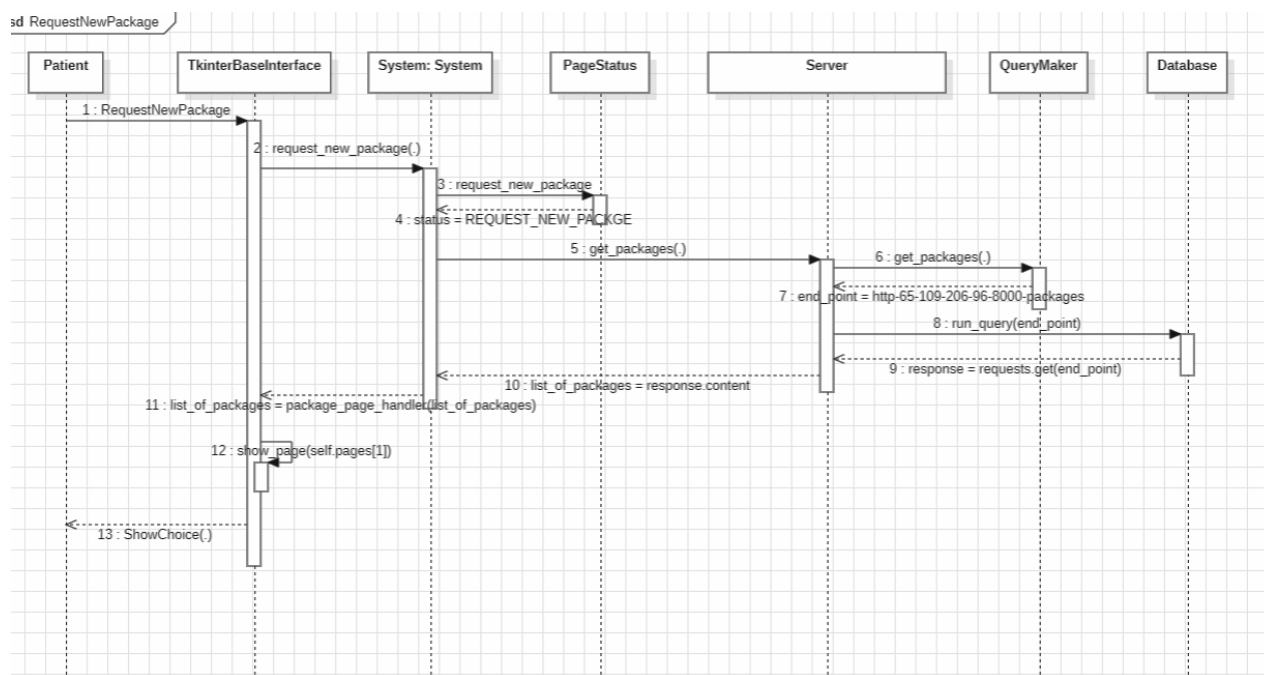 sd RequestNewPackage
Patient
TkinterBaseInterface
System: System
PageStatus
Server
QueryMaker
Database
1 : RequestNewPackage
2 : request_new_package(.)
3 : request_new_package
4 : status = REQUEST_NEW_PACKGE
5 : get_packages(.)
6 : get_packages(.)
7 : end_point = http-65-109-206-96-8000-packages
8 : run_query(end_point)
9 : response = requests.get(end_point)
10 : list_of_packages = response.content
11 : list_of_packages = package_page_handler(list_of_packages)
12 : show_page(self.pages[1])
13 : ShowChoice(.)